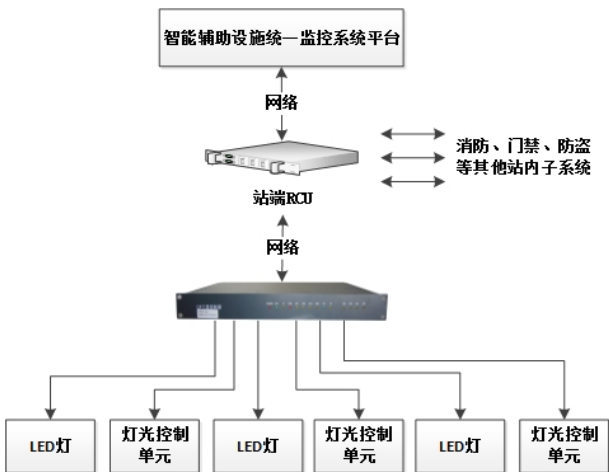 智能辅助设施统一监控系统平台
网络
消防、门禁、防盗
等其他站内子系统
站端RCU
网络
LED灯
灯光控制
单元
LED灯
灯光控制
单元
LED灯
灯光控制
单元